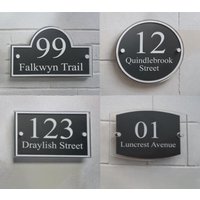 99
Falkwyn Trail
12
Quindlebrook
Street
123
Draylish Street
01
Luncrest Avenue